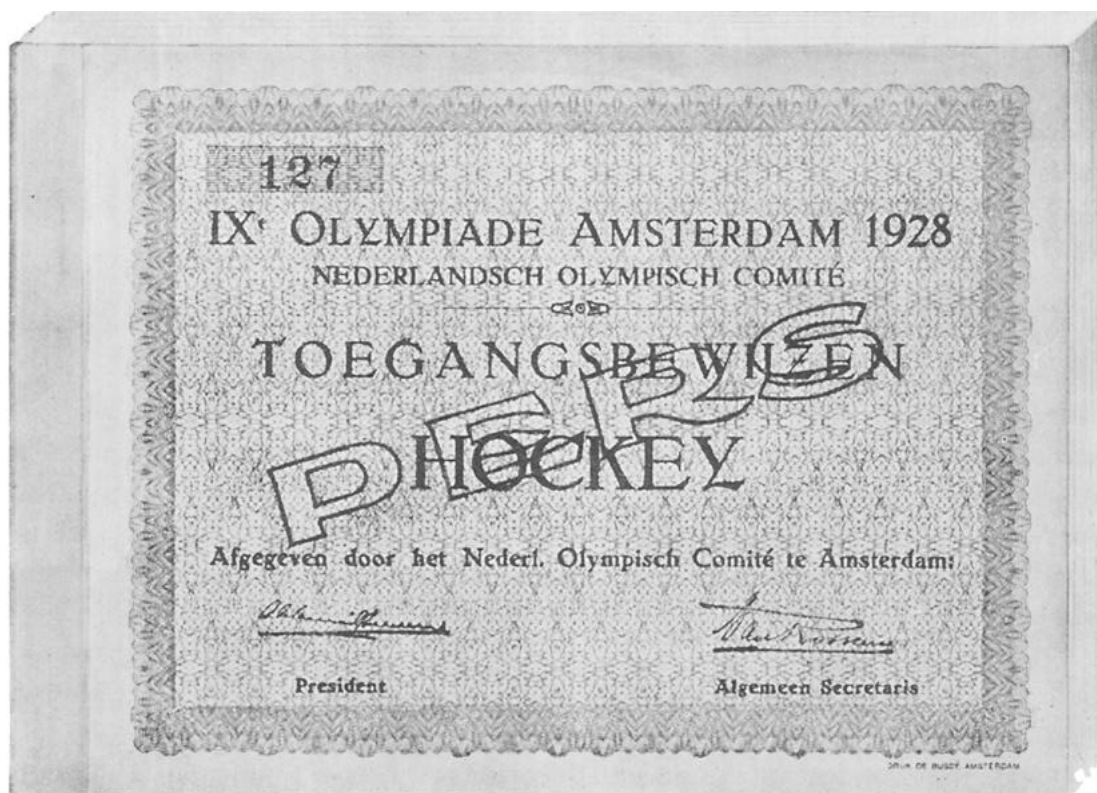 127
IXe OLYMPIADE AMSTERDAM 1928
NEDERLANDSCH OLYMPISCH COMITÉ
TOEGANGSBEWIJZEN
PERS
HOCKEY
Afgegeven door het Nederl. Olympisch Comité te Amsterdam:
President
Algemeen Secretaris
DRUK DE BUSSY, AMSTERDAM